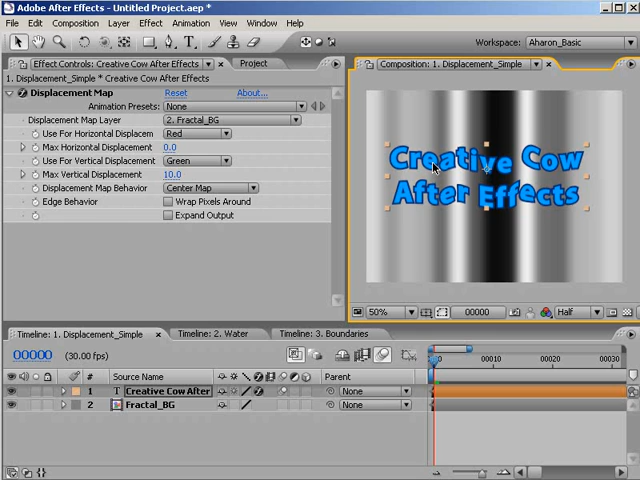 Adobe After Effects - Untitled Project.aep *
File Edit Composition Layer Effect Animation View Window Help
T Workspace: Aharon_Basic
Effect Controls: Creative Cow After Effects Project
Composition: 1. Displacement_Simple
1. Displacement_Simple * Creative Cow After Effects
Displacement Map Reset About...
Animation Presets: None
Displacement Map Layer 2. Fractal_BG
Use For Horizontal Displacem Red
Max Horizontal Displacement 0.0
Use For Vertical Displacement Green
Max Vertical Displacement 10.0
Displacement Map Behavior Center Map
Edge Behavior Wrap Pixels Around
Expand Output
Creative Cow
After Effects
50% 00000 Half
Timeline: 1. Displacement_Simple Timeline: 2. Water Timeline: 3. Boundaries
00000 (30.00 fps) 00010 00020 00030
# Source Name Parent
1 T Creative Cow After None
2 Fractal_BG None